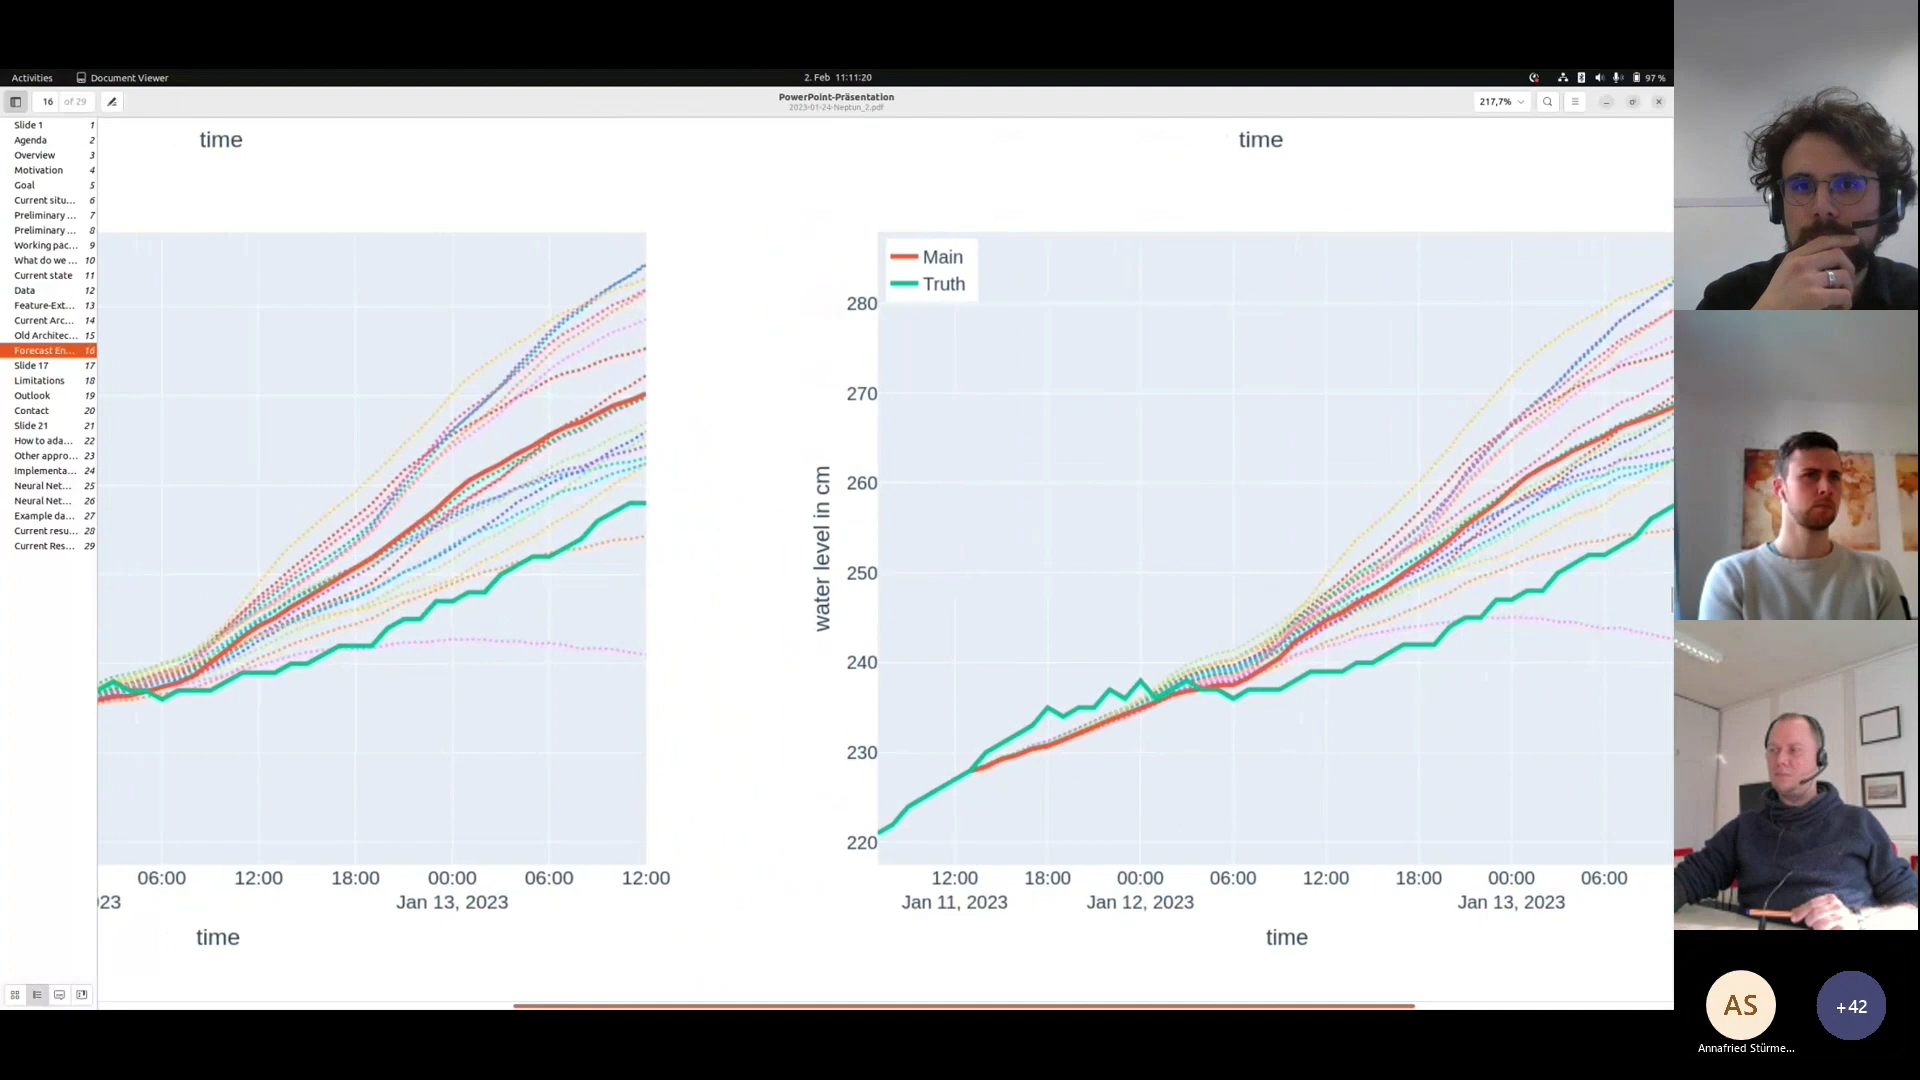 Activities
Document Viewer
2. Feb 11:11:20
97 %
16 of 29
PowerPoint-Präsentation
2023-01-24-Neptun_2.pdf
217,7%
Slide 1 1
Agenda 2
Overview 3
Motivation 4
Goal 5
Current situ... 6
Preliminary ... 7
Preliminary ... 8
Working pac... 9
What do we ... 10
Current state 11
Data 12
Feature-Ext... 13
Current Arc... 14
Old Architec... 15
Forecast En... 16
Slide 17 17
Limitations 18
Outlook 19
Contact 20
Slide 21 21
How to ada... 22
Other appro... 23
Implementa... 24
Neural Net... 25
Neural Net... 26
Example da... 27
Current resu... 28
Current Res... 29
time
06:00 12:00 18:00 00:00 06:00 12:00
23 Jan 13, 2023
time
time
Main
Truth
280
270
260
250
240
230
220
water level in cm
12:00 18:00 00:00 06:00 12:00 18:00 00:00 06:00
Jan 11, 2023 Jan 12, 2023 Jan 13, 2023
time
AS
+42
Annafried Stürme...